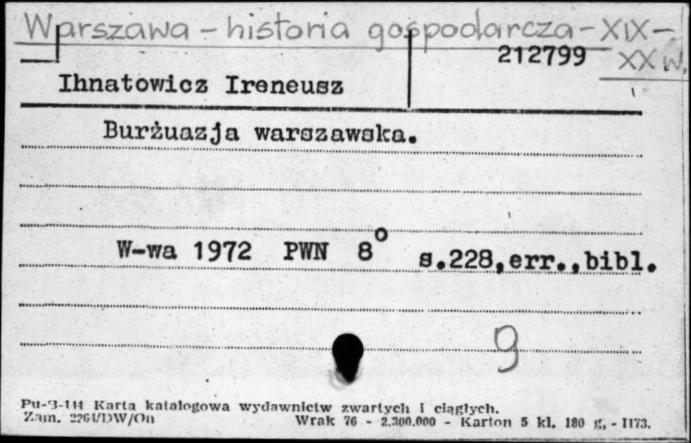 Warszawa - historia gospodarcza - XIX-
XX w.
212799
Ihnatowicz Ireneusz
Burżuazja warszawska.
W-wa 1972 PWN 8° s.228,err.,bibl.
9
Pu-3-114 Karta katalogowa wydawnictw zwartych i ciągłych.
Zam. 2261/DW/On Wrak 76 - 2.300.000 - Karton 5 kl. 180 g. - 1173.